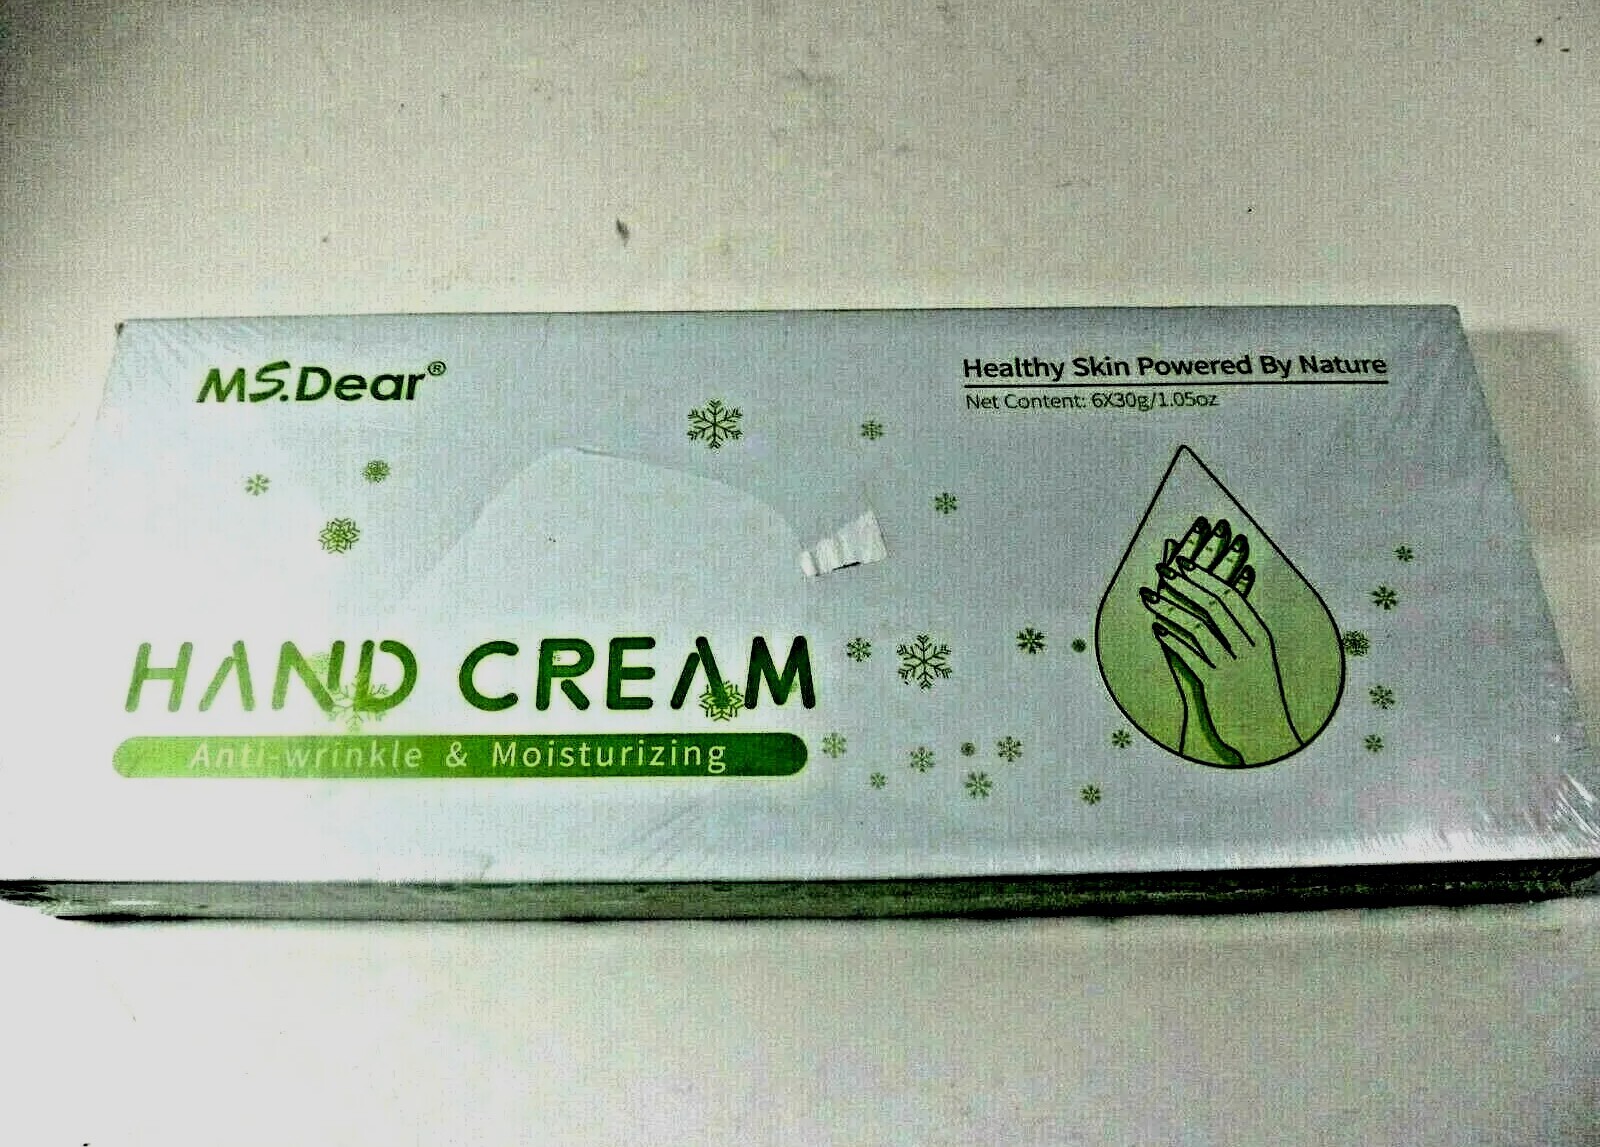 MS.Dear®
Healthy Skin Powered By Nature
Net Content: 6X30g/1.05oz
HAND CREAM
Anti-wrinkle & Moisturizing